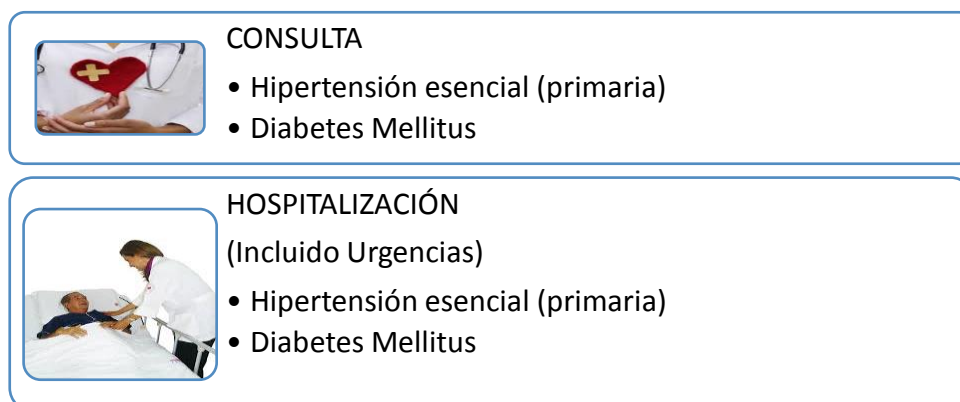 CONSULTA
• Hipertensión esencial (primaria)
• Diabetes Mellitus
HOSPITALIZACIÓN
(Incluido Urgencias)
• Hipertensión esencial (primaria)
• Diabetes Mellitus